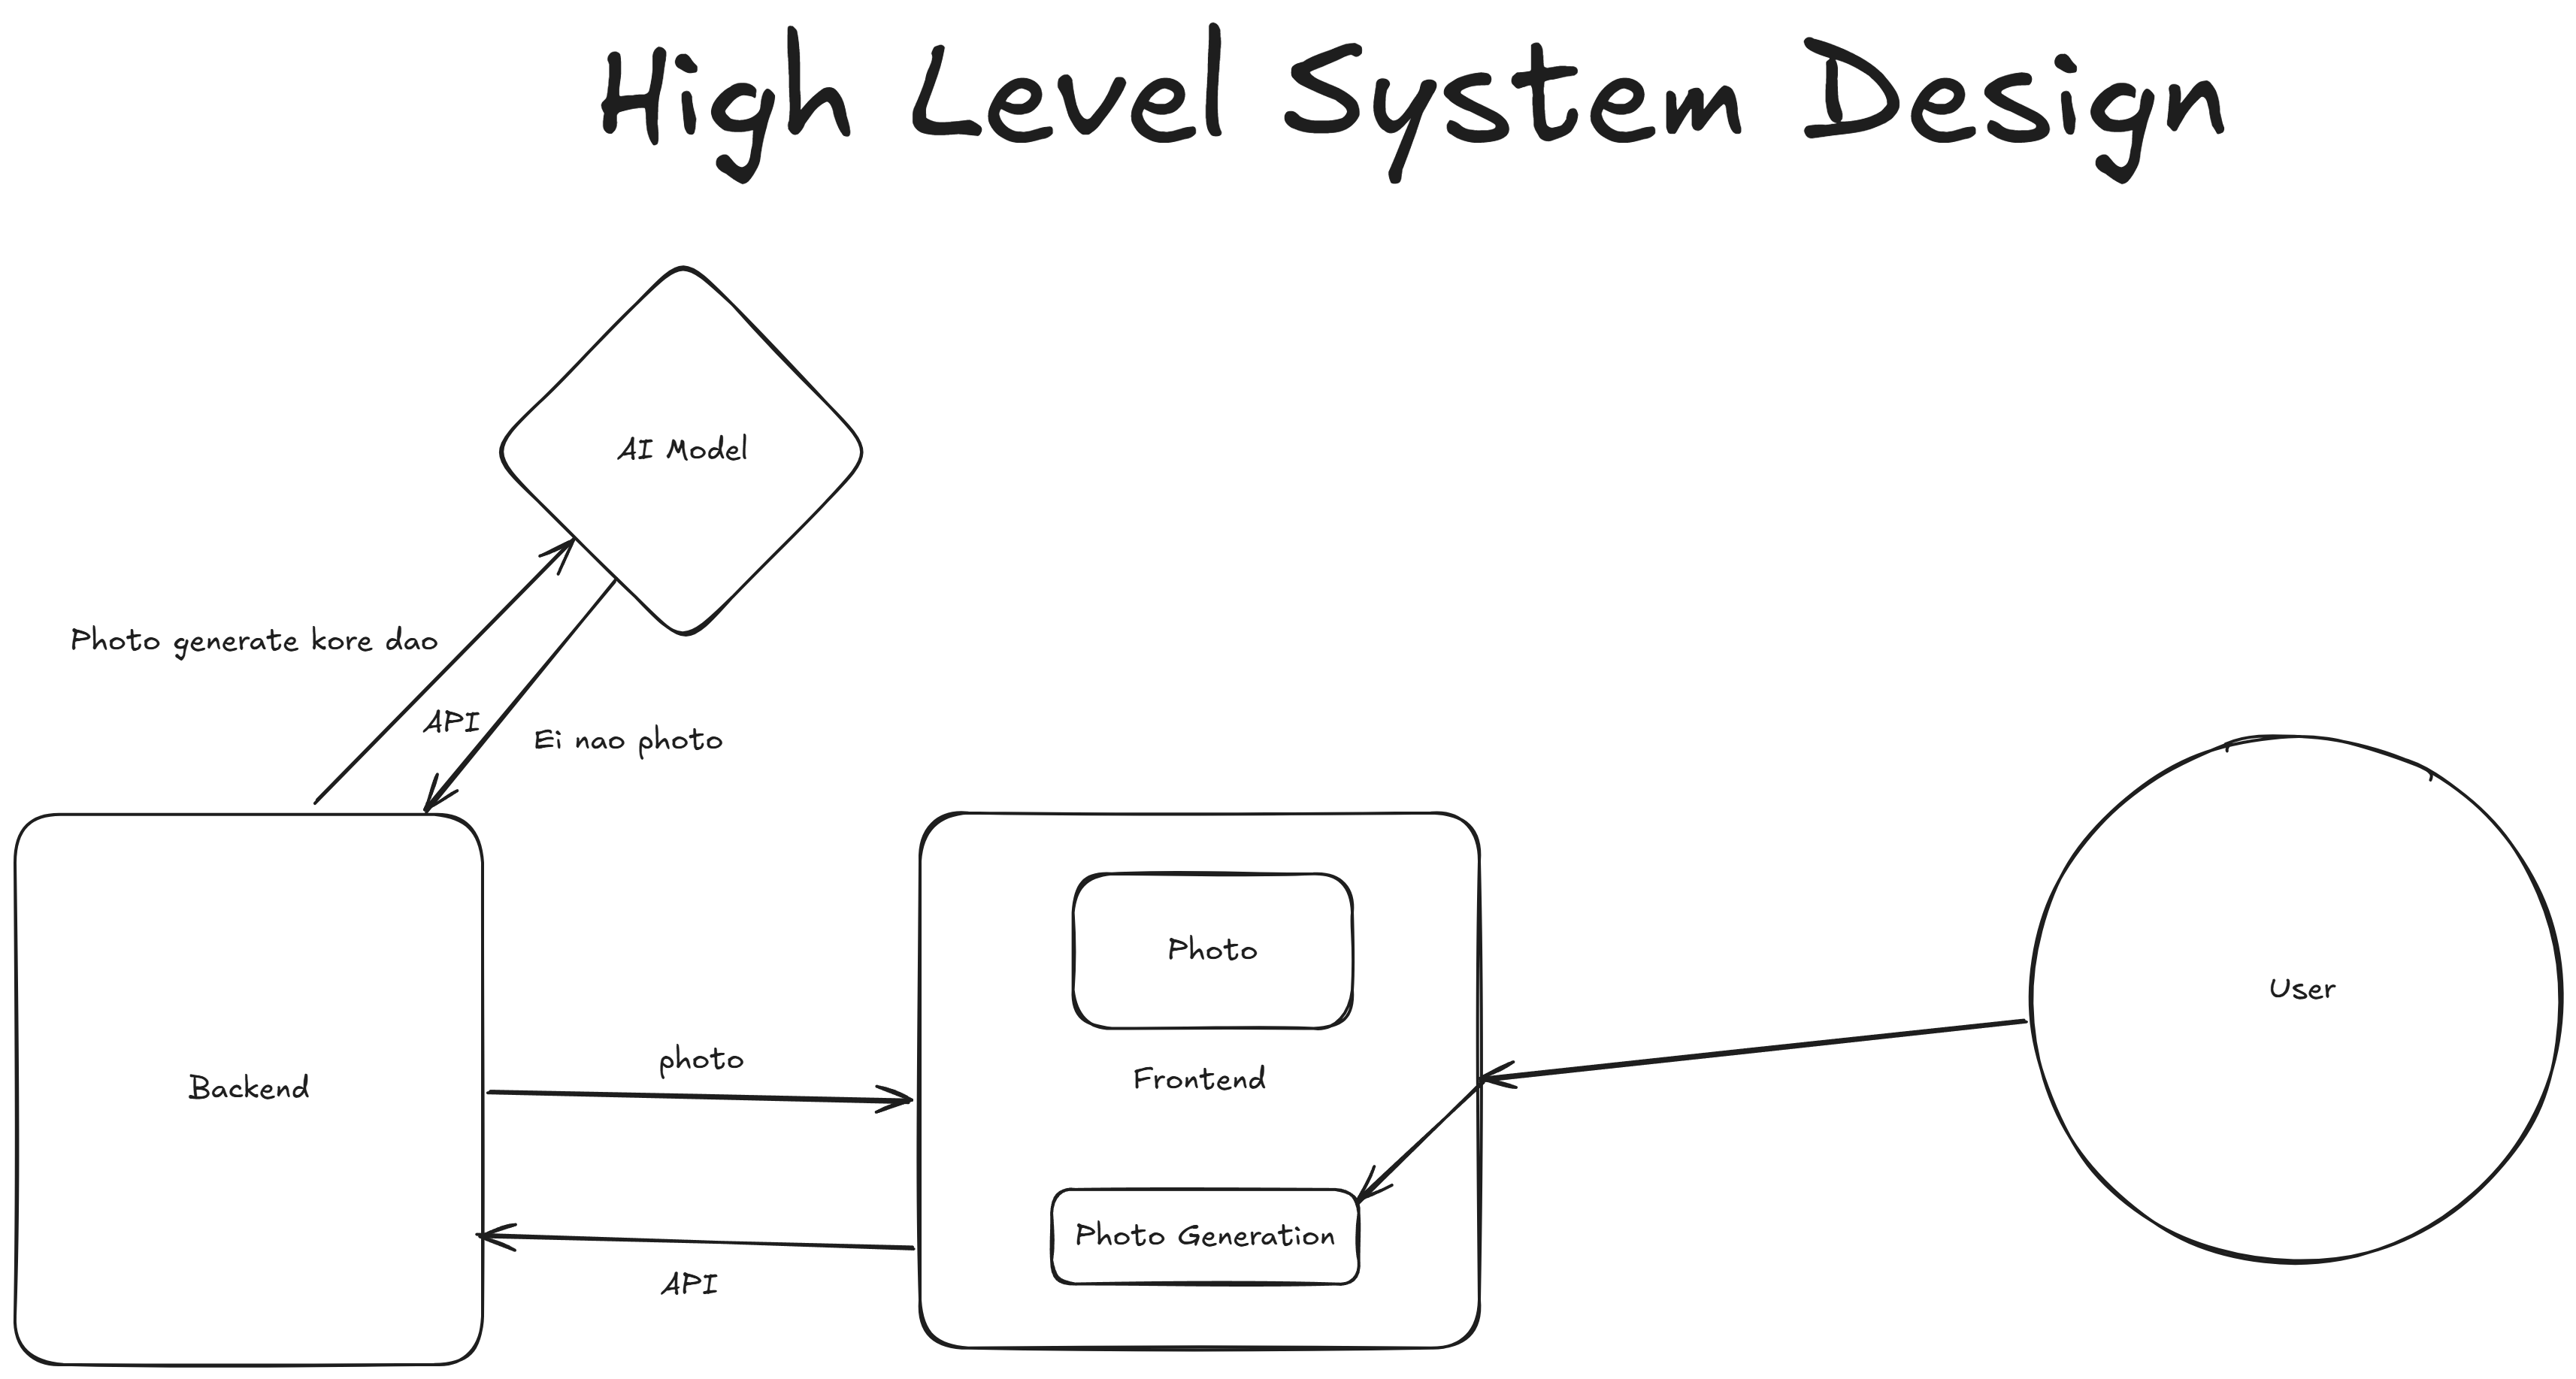 High Level System Design
AI Model
Photo generate kore dao
API
Ei nao photo
Photo
User
photo
Frontend
Backend
Photo Generation
API